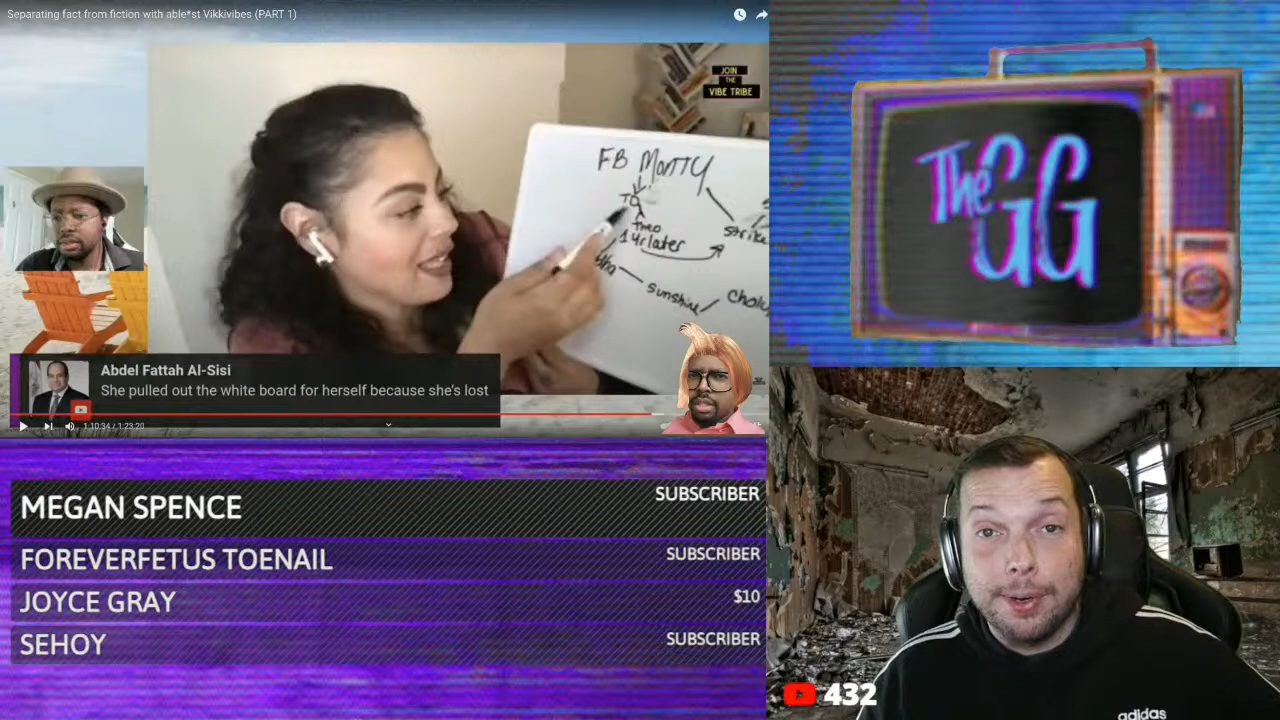 Separating fact from fiction with able*st Vikkivibes (PART 1)
JOIN
THE
VIBE TRIBE
FB Monty
TO
strike
1 yr later
sunshine
Abdel Fattah Al-Sisi
She pulled out the white board for herself because she's lost
1:10:34 / 1:23:20
The
GG
MEGAN SPENCE
SUBSCRIBER
FOREVERFETUS TOENAIL
SUBSCRIBER
JOYCE GRAY
$10
SEHOY
SUBSCRIBER
432
adidas